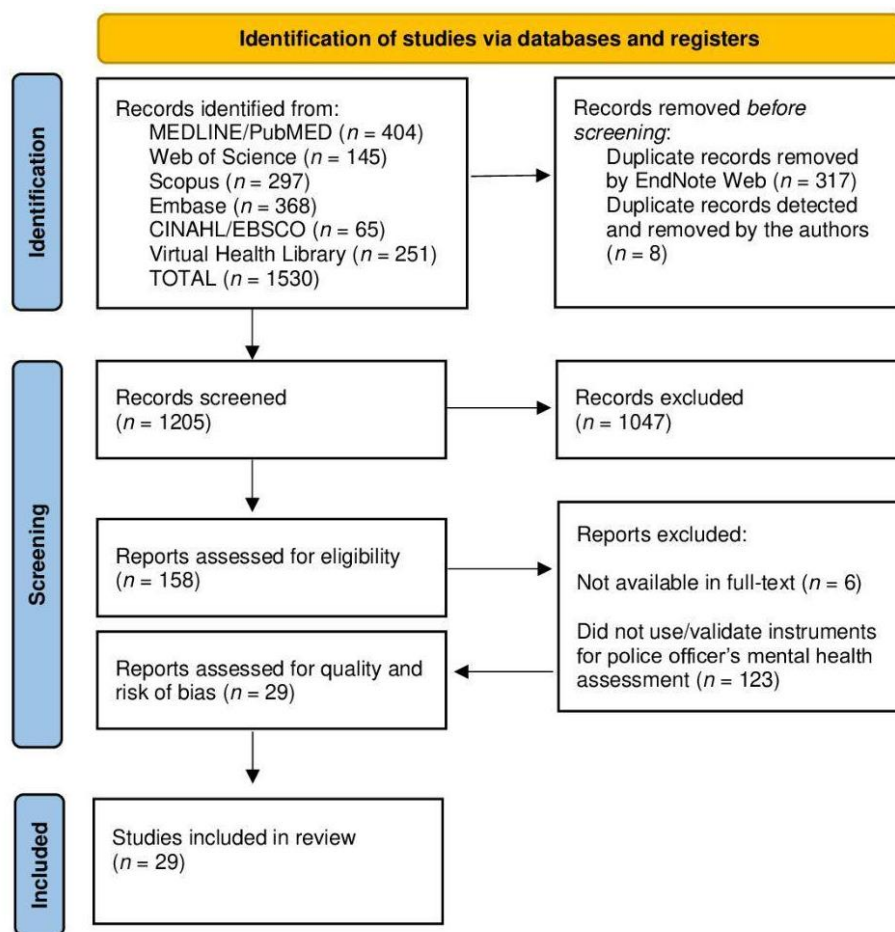 Identification of studies via databases and registers
Identification
Records identified from:
MEDLINE/PubMED (n = 404)
Web of Science (n = 145)
Scopus (n = 297)
Embase (n = 368)
CINAHL/EBSCO (n = 65)
Virtual Health Library (n = 251)
TOTAL (n = 1530)
Records removed before
screening:
Duplicate records removed
by EndNote Web (n = 317)
Duplicate records detected
and removed by the authors
(n = 8)
Screening
Records screened
(n = 1205)
Records excluded
(n = 1047)
Reports assessed for eligibility
(n = 158)
Reports excluded:
Not available in full-text (n = 6)
Did not use/validate instruments
for police officer's mental health
assessment (n = 123)
Reports assessed for quality and
risk of bias (n = 29)
Included
Studies included in review
(n = 29)